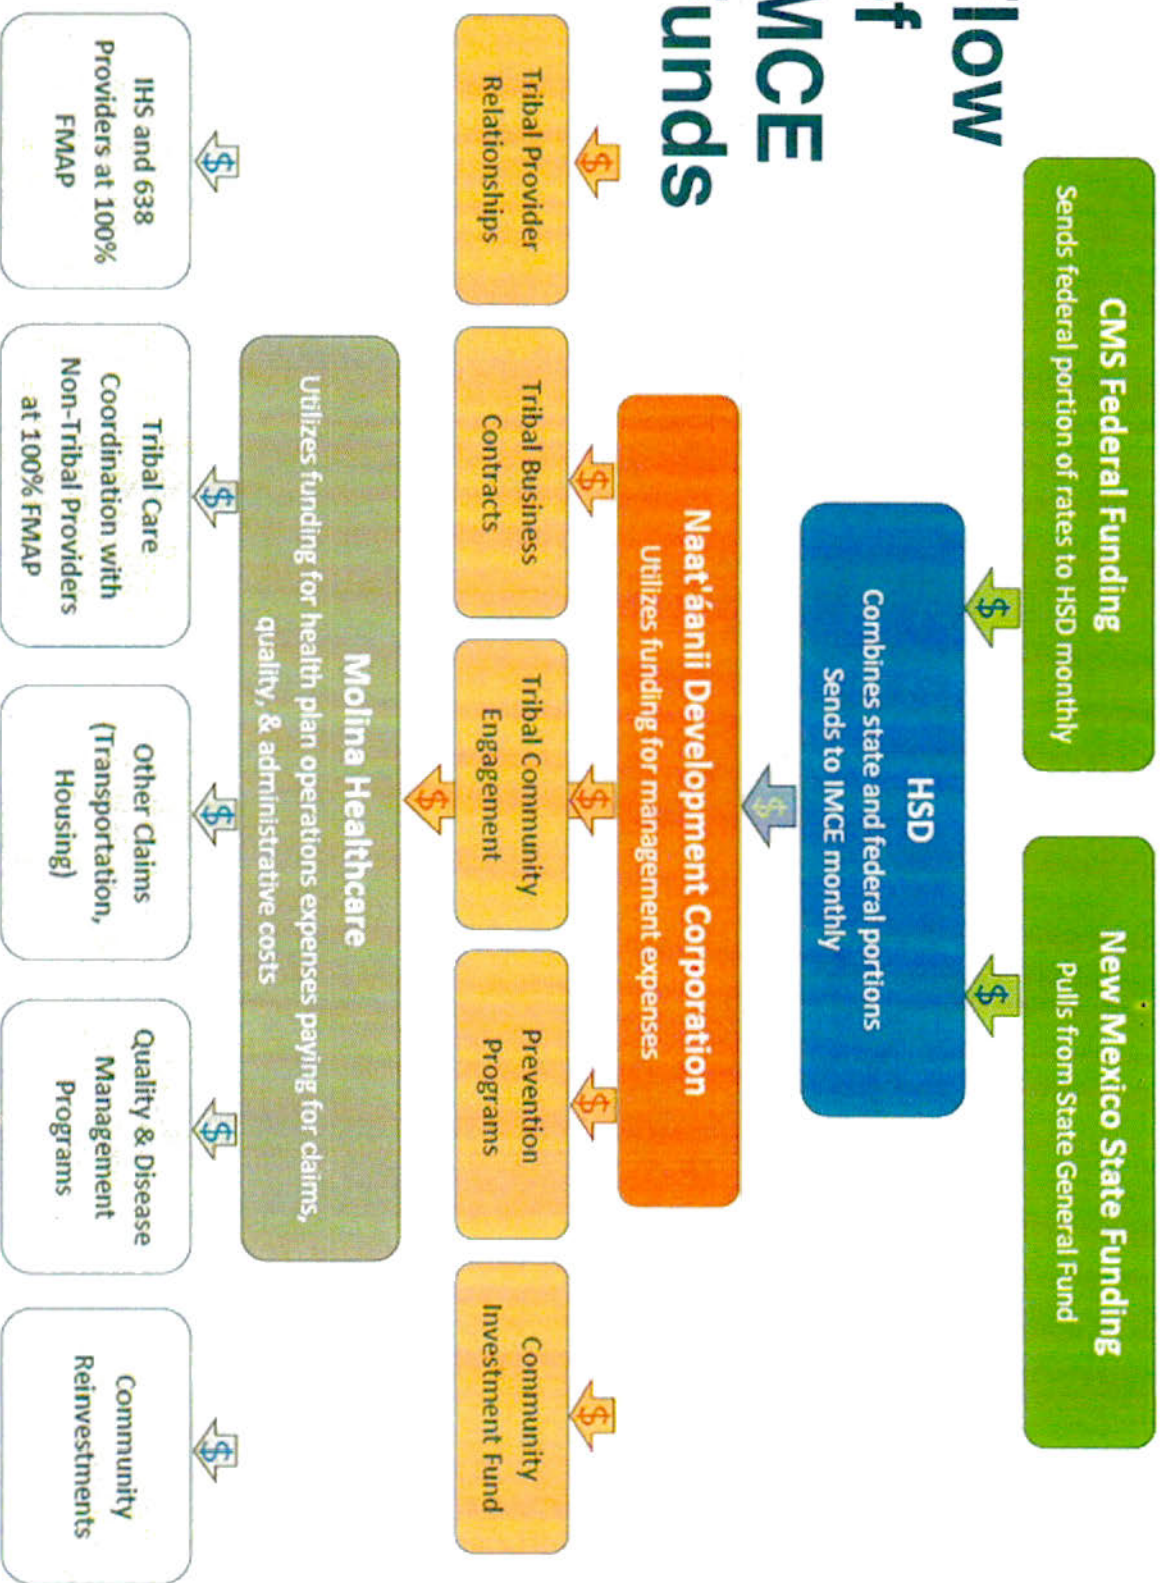 low
f
MCE
unds
CMS Federal Funding
Sends federal portion of rates to HSD monthly
New Mexico State Funding
Pulls from State General Fund
$
$
HSD
Combines state and federal portions
Sends to IMCE monthly
$
Naat'áanii Development Corporation
Utilizes funding for management expenses
$
$
$
$
$
Tribal Provider
Relationships
Tribal Business
Contracts
Tribal Community
Engagement
Prevention
Programs
Community
Investment Fund
$
Molina Healthcare
Utilizes funding for health plan operations expenses paying for claims,
quality, & administrative costs
$
$
$
$
$
IHS and 638
Providers at 100%
FMAP
Tribal Care
Coordination with
Non-Tribal Providers
at 100% FMAP
Other Claims
(Transportation,
Housing)
Quality & Disease
Management
Programs
Community
Reinvestments